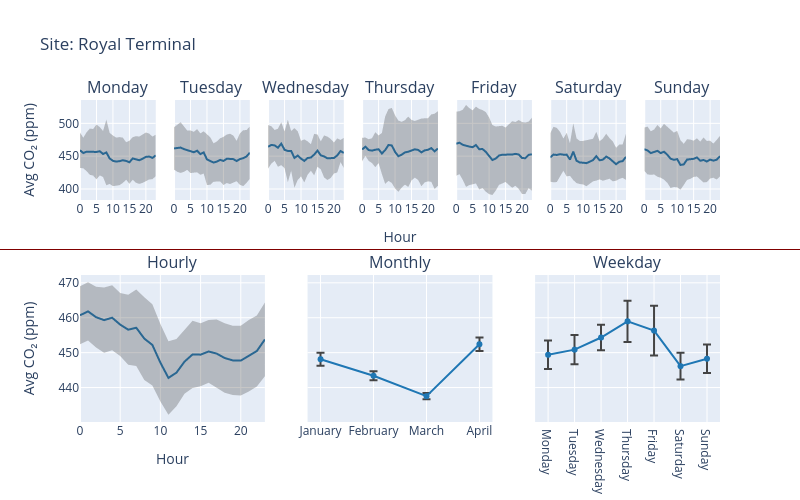 Site: Royal Terminal
Monday Tuesday Wednesday Thursday Friday Saturday Sunday
Avg CO₂ (ppm)
500
450
400
0 5 10 15 20 0 5 10 15 20 0 5 10 15 20 0 5 10 15 20 0 5 10 15 20 0 5 10 15 20 0 5 10 15 20
Hour
Hourly Monthly Weekday
Avg CO₂ (ppm)
470
460
450
440
0 5 10 15 20
Hour
January February March April
Monday
Tuesday
Wednesday
Thursday
Friday
Saturday
Sunday